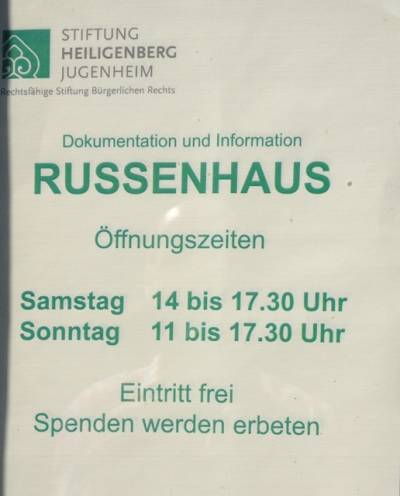 STIFTUNG
HEILIGENBERG
JUGENHEIM
Rechtsfähige Stiftung Bürgerlichen Rechts
Dokumentation und Information
RUSSENHAUS
Öffnungszeiten
Samstag 14 bis 17.30 Uhr
Sonntag 11 bis 17.30 Uhr
Eintritt frei
Spenden werden erbeten